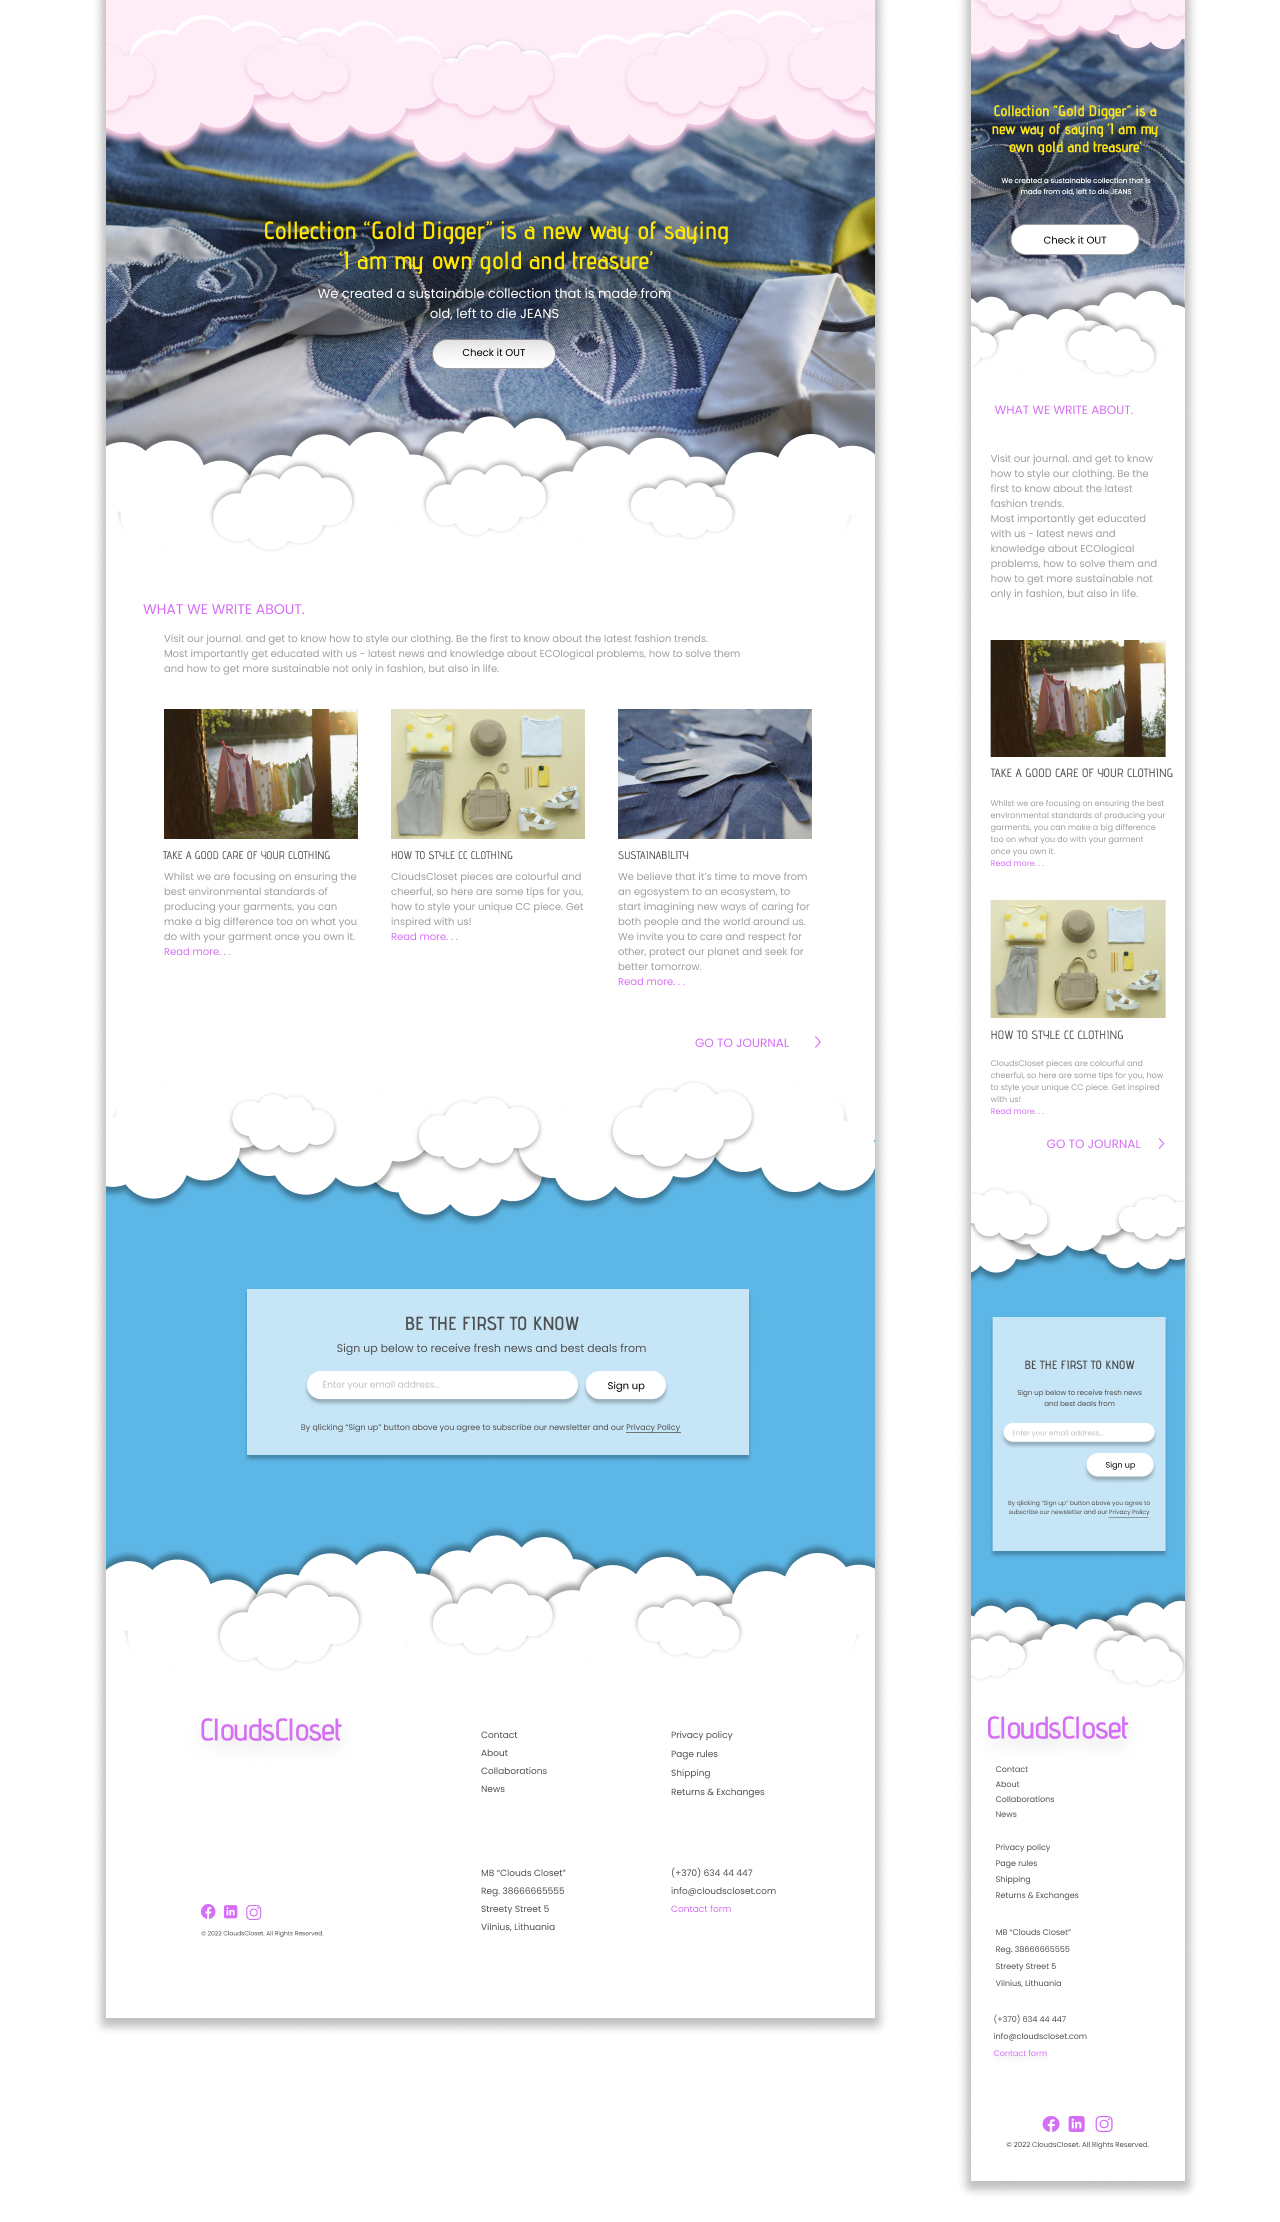 Collection “Gold Digger” is a new way of saying
‘I am my own gold and treasure’
We created a sustainable collection that is made from
old, left to die JEANS
Check it OUT
WHAT WE WRITE ABOUT.
Visit our journal. and get to know how to style our clothing. Be the first to know about the latest fashion trends.
Most importantly get educated with us - latest news and knowledge about ECOlogical problems, how to solve them
and how to get more sustainable not only in fashion, but also in life.
TAKE A GOOD CARE OF YOUR CLOTHING
Whilst we are focusing on ensuring the
best environmental standards of
producing your garments, you can
make a big difference too on what you
do with your garment once you own it.
Read more. . .
HOW TO STYLE CC CLOTHING
CloudsCloset pieces are colourful and
cheerful, so here are some tips for you,
how to style your unique CC piece. Get
inspired with us!
Read more. . .
SUSTAINABILITY
We believe that it’s time to move from
an egosystem to an ecosystem, to
start imagining new ways of caring for
both people and the world around us.
We invite you to care and respect for
other, protect our planet and seek for
better tomorrow.
Read more. . .
GO TO JOURNAL
BE THE FIRST TO KNOW
Sign up below to receive fresh news and best deals from
Enter your email address...
Sign up
By qlicking “Sign up” button above you agree to subscribe our newsletter and our Privacy Policy
CloudsCloset
Contact
About
Collaborations
News
Privacy policy
Page rules
Shipping
Returns & Exchanges
MB “Clouds Closet”
Reg. 38666665555
Streety Street 5
Vilnius, Lithuania
(+370) 634 44 447
info@cloudscloset.com
Contact form
© 2022 CloudsCloset. All Rights Reserved.
Collection “Gold Digger” is a
new way of saying ‘I am my
own gold and treasure’
We created a sustainable collection that is
made from old, left to die JEANS
Check it OUT
WHAT WE WRITE ABOUT.
Visit our journal. and get to know
how to style our clothing. Be the
first to know about the latest
fashion trends.
Most importantly get educated
with us - latest news and
knowledge about ECOlogical
problems, how to solve them and
how to get more sustainable not
only in fashion, but also in life.
TAKE A GOOD CARE OF YOUR CLOTHING
Whilst we are focusing on ensuring the best
environmental standards of producing your
garments, you can make a big difference
too on what you do with your garment
once you own it.
Read more. . .
HOW TO STYLE CC CLOTHING
CloudsCloset pieces are colourful and
cheerful, so here are some tips for you, how
to style your unique CC piece. Get inspired
with us!
Read more. . .
GO TO JOURNAL
BE THE FIRST TO KNOW
Sign up below to receive fresh news
and best deals from
Enter your email address...
Sign up
By qlicking “Sign up” button above you agree to
subscribe our newsletter and our Privacy Policy
CloudsCloset
Contact
About
Collaborations
News
Privacy policy
Page rules
Shipping
Returns & Exchanges
MB “Clouds Closet”
Reg. 38666665555
Streety Street 5
Vilnius, Lithuania
(+370) 634 44 447
info@cloudscloset.com
Contact form
© 2022 CloudsCloset. All Rights Reserved.